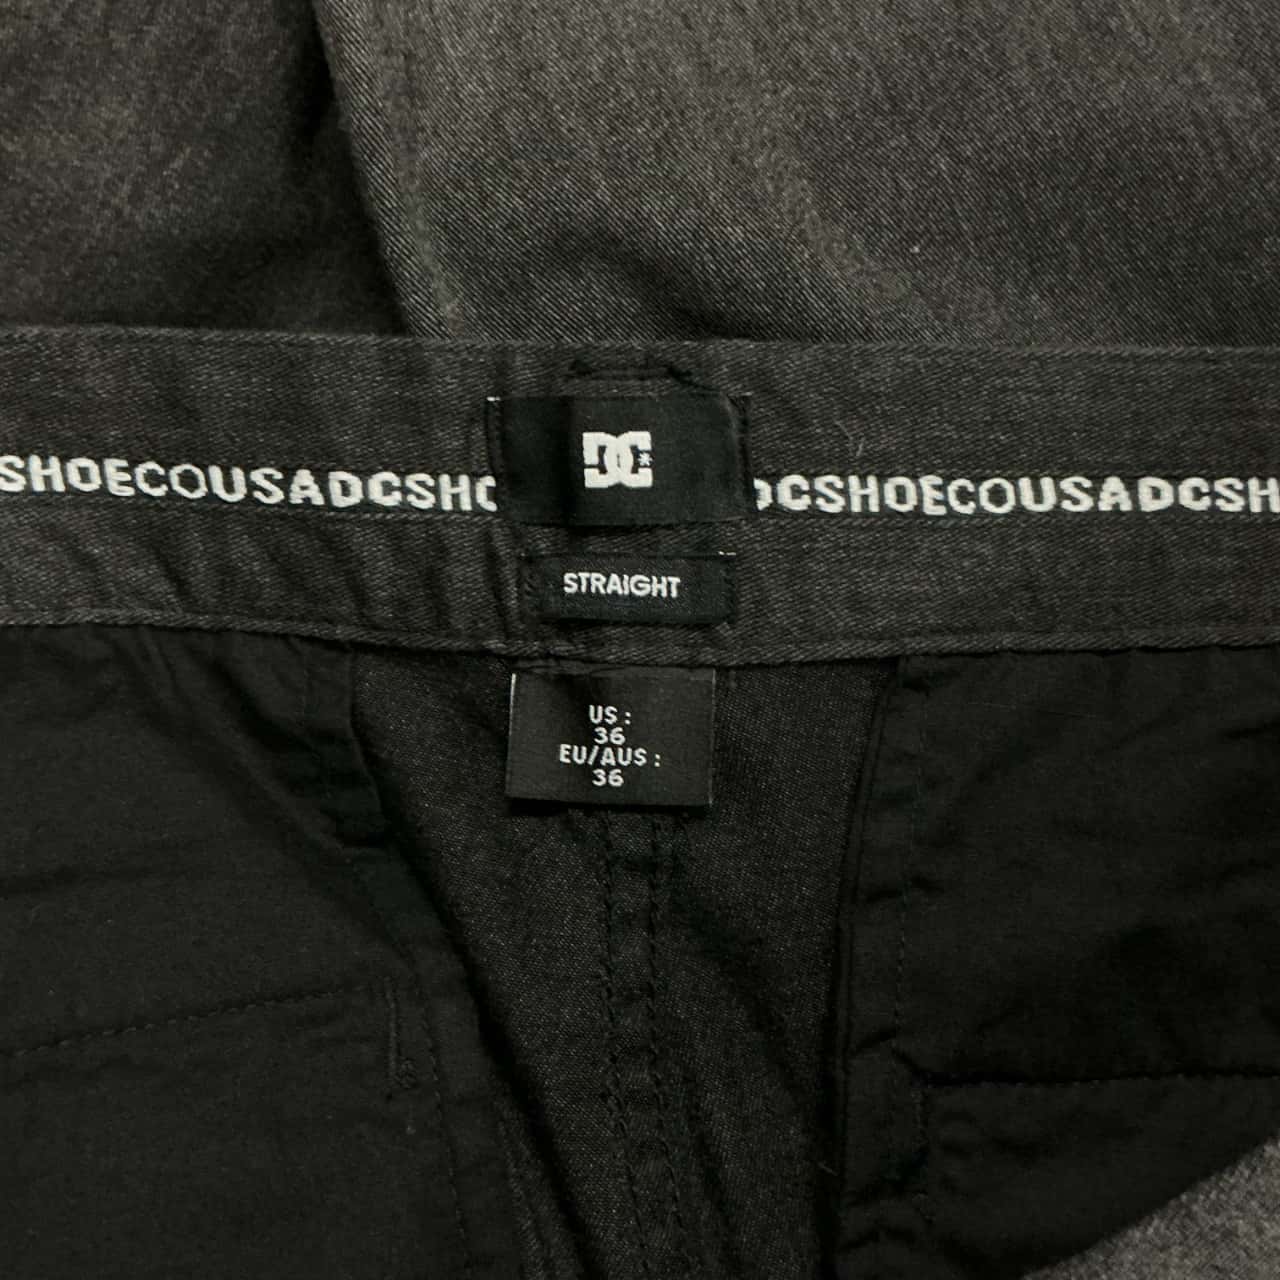 DC
SHOECOUSADCSHO DCSHOECOUSADCSH
STRAIGHT
US :
36
EU/AUS :
36